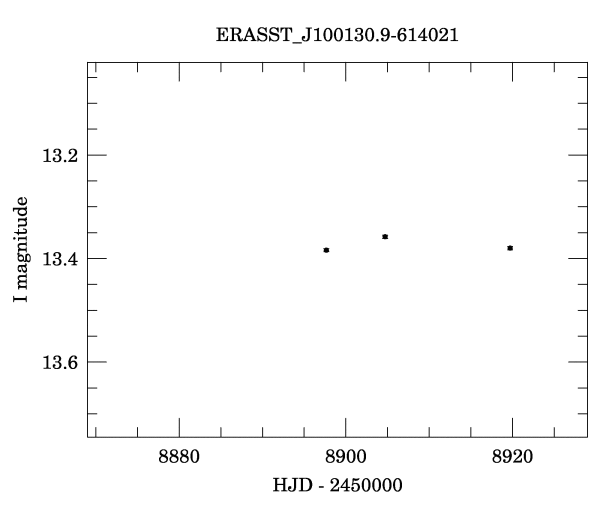 ERASST_J100130.9-614021
13.2
13.4
13.6
I magnitude
8880 8900 8920
HJD - 2450000